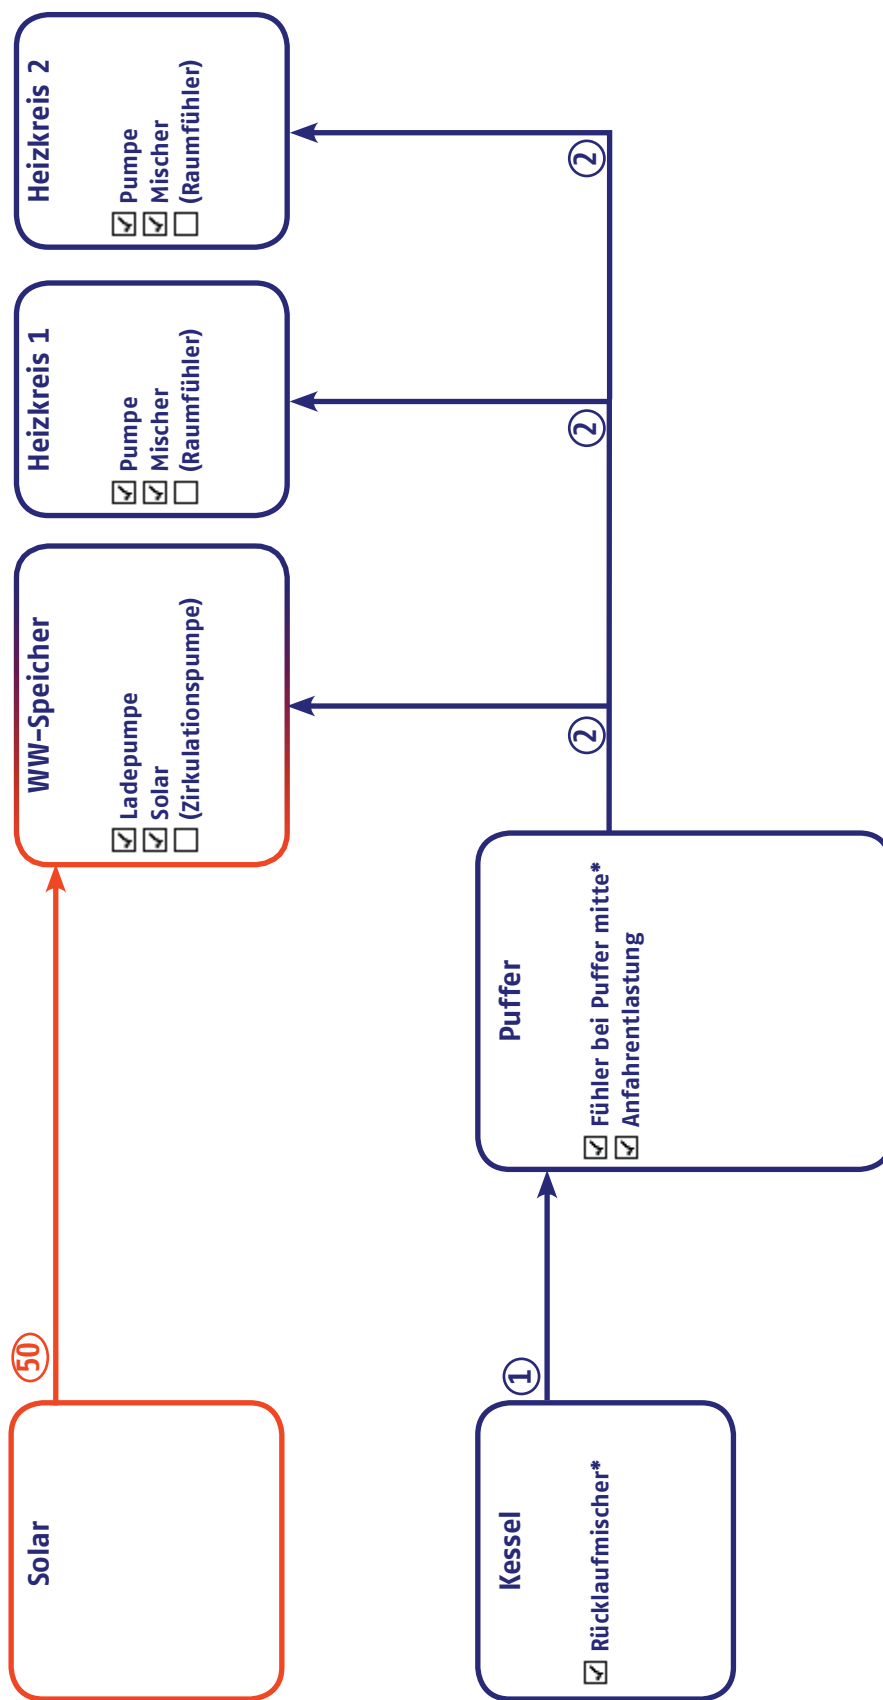 Solar
50
WW-Speicher
☑ Ladepumpe
☑ Solar
☐ (Zirkulationspumpe)
Heizkreis 1
☑ Pumpe
☑ Mischer
☐ (Raumfühler)
Heizkreis 2
☑ Pumpe
☑ Mischer
☐ (Raumfühler)
Kessel
☑ Rücklaufmischer*
1
Puffer
☑ Fühler bei Puffer mitte*
☑ Anfahrentlastung
2
2
2